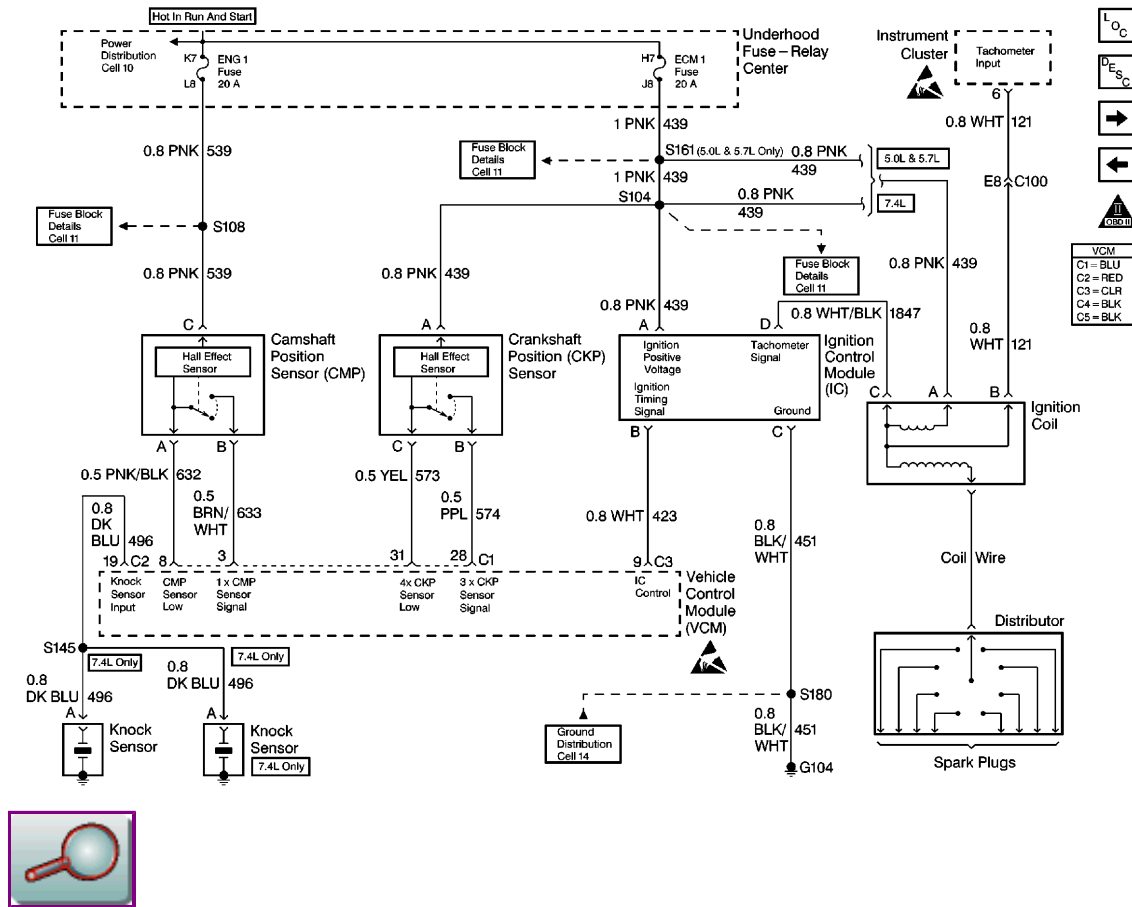 Hot In Run And Start
Power
Distribution
Cell 10
K7
L8
ENG 1
Fuse
20 A
H7
J8
ECM 1
Fuse
20 A
Underhood
Fuse – Relay
Center
Instrument
Cluster
Tachometer
Input
6
0.8 WHT 121
E8 C100
0.8
WHT 121
LOC
DESC
II
OBD II
VCM
C1 = BLU
C2 = RED
C3 = CLR
C4 = BLK
C5 = BLK
0.8 PNK 539
Fuse Block
Details
Cell 11
S108
0.8 PNK 539
1 PNK 439
Fuse Block
Details
Cell 11
S161 (5.0L & 5.7L Only)
0.8 PNK
439
5.0L & 5.7L
1 PNK 439
S104
0.8 PNK
439
7.4L
Fuse Block
Details
Cell 11
0.8 PNK 439
0.8 PNK 439
0.8 PNK 439
0.8 WHT/BLK 1847
C
Camshaft
Position
Sensor (CMP)
Hall Effect
Sensor
A
B
A
Crankshaft
Position (CKP)
Sensor
Hall Effect
Sensor
C
B
A
D
Ignition
Control
Module
(IC)
Ignition
Positive
Voltage
Tachometer
Signal
Ignition
Timing
Signal
Ground
B
C
C
A
B
Ignition
Coil
0.5 PNK/BLK 632
0.5
BRN/
WHT
633
0.5 YEL 573
0.5
PPL 574
0.8 WHT 423
0.8
BLK/
WHT
451
0.8
DK
BLU 496
19 C2
8
3
31
28 C1
9 C3
Knock
Sensor
Input
CMP
Sensor
Low
1 x CMP
Sensor
Signal
4x CKP
Sensor
Low
3 x CKP
Sensor
Signal
IC
Control
Vehicle
Control
Module
(VCM)
Coil Wire
Distributor
Spark Plugs
S145
7.4L Only
7.4L Only
0.8
DK BLU 496
0.8
DK BLU 496
A
Knock
Sensor
A
Knock
Sensor
7.4L Only
S180
Ground
Distribution
Cell 14
0.8
BLK/
WHT
451
G104